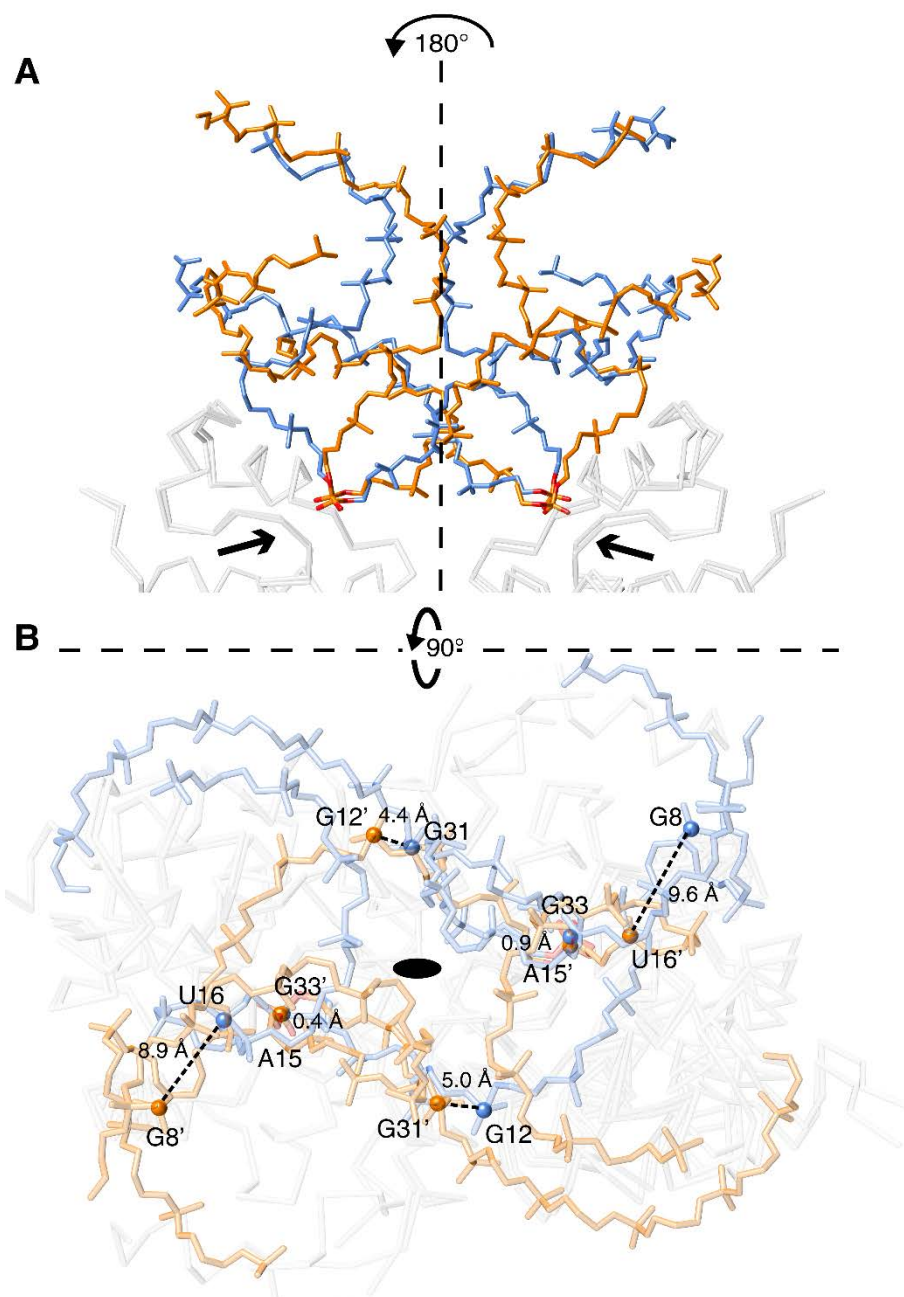 A
180°
B
90°
G12’ 4.4 Å G31
G8
9.6 Å
G33
0.9 Å
A15’
U16’
U16
G33’
0.4 Å
8.9 Å
A15
G8’
5.0 Å
G31’
G12